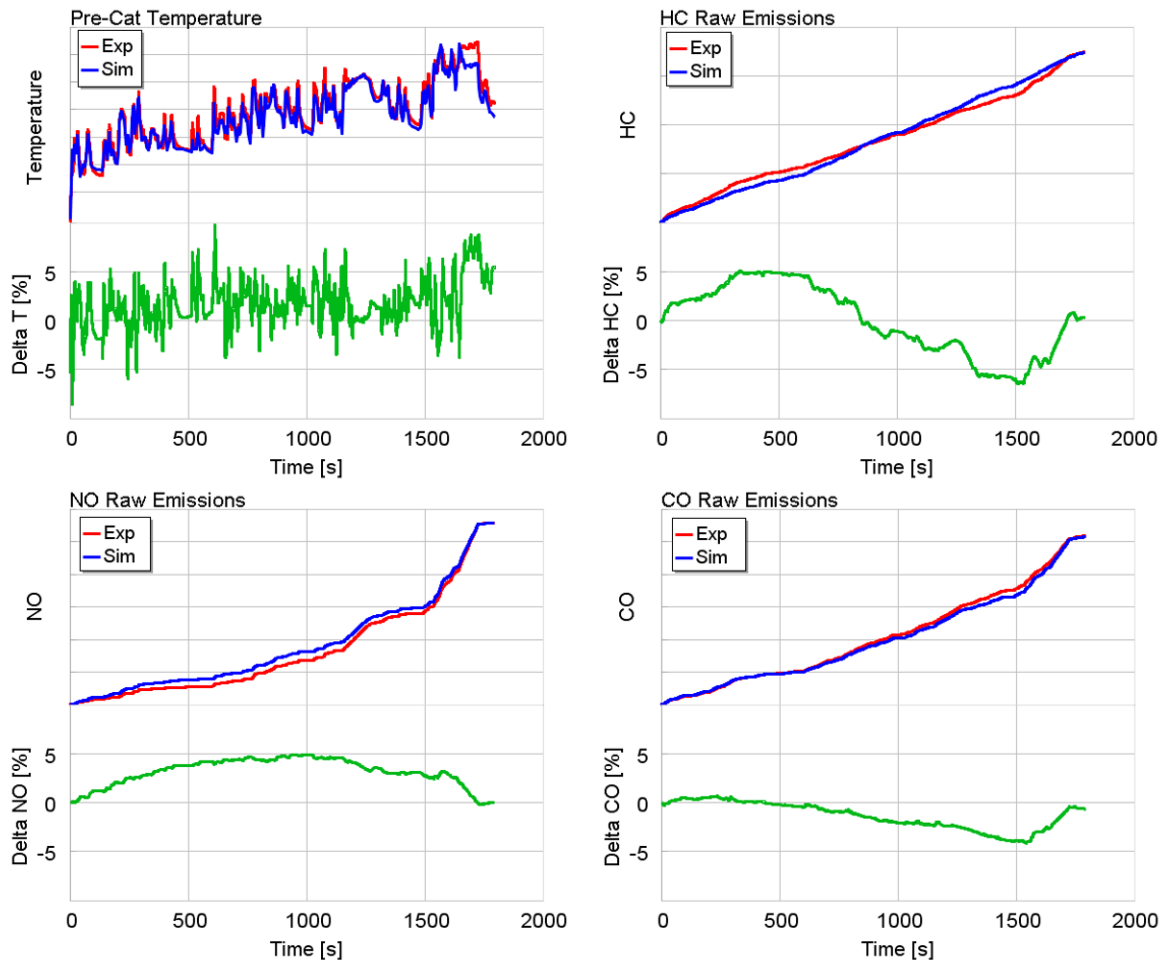 Pre-Cat Temperature
Exp
Sim
Temperature
Delta T [%]
5
0
-5
0 500 1000 1500 2000
Time [s]
HC Raw Emissions
Exp
Sim
HC
Delta HC [%]
5
0
-5
0 500 1000 1500 2000
Time [s]
NO Raw Emissions
Exp
Sim
NO
Delta NO [%]
5
0
-5
0 500 1000 1500 2000
Time [s]
CO Raw Emissions
Exp
Sim
CO
Delta CO [%]
5
0
-5
0 500 1000 1500 2000
Time [s]